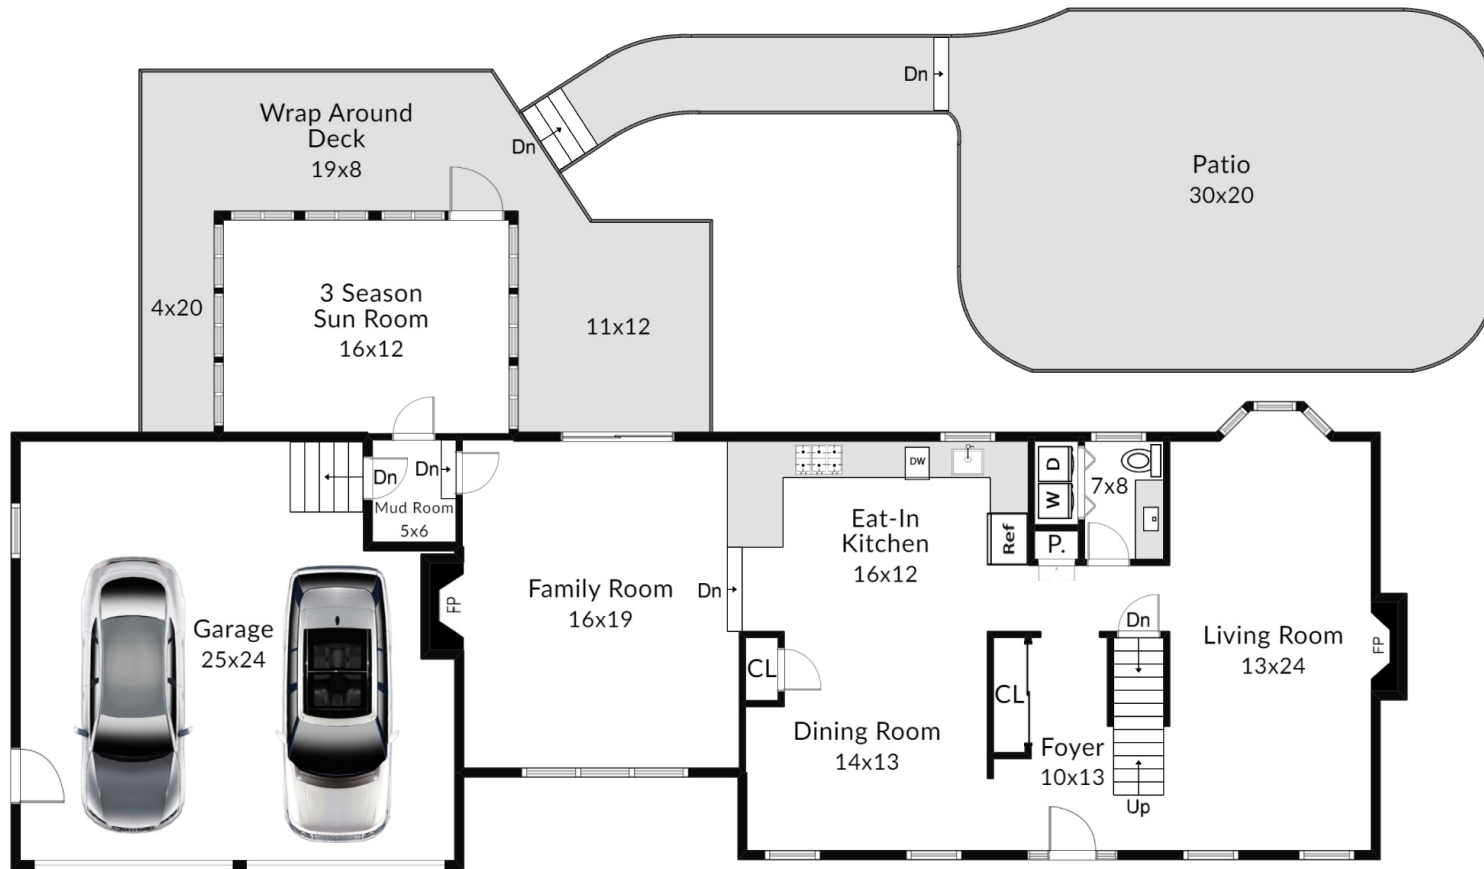 Wrap Around
Deck
19x8
Dn
Dn
Patio
30x20
4x20
3 Season
Sun Room
16x12
11x12
Dn
Dn
Mud Room
5x6
DW
D
W
7x8
Eat-In
Kitchen
16x12
Ref
P.
Family Room
16x19
Dn
FP
Garage
25x24
Dn
Living Room
13x24
FP
CL
CL
Dining Room
14x13
Foyer
10x13
Up